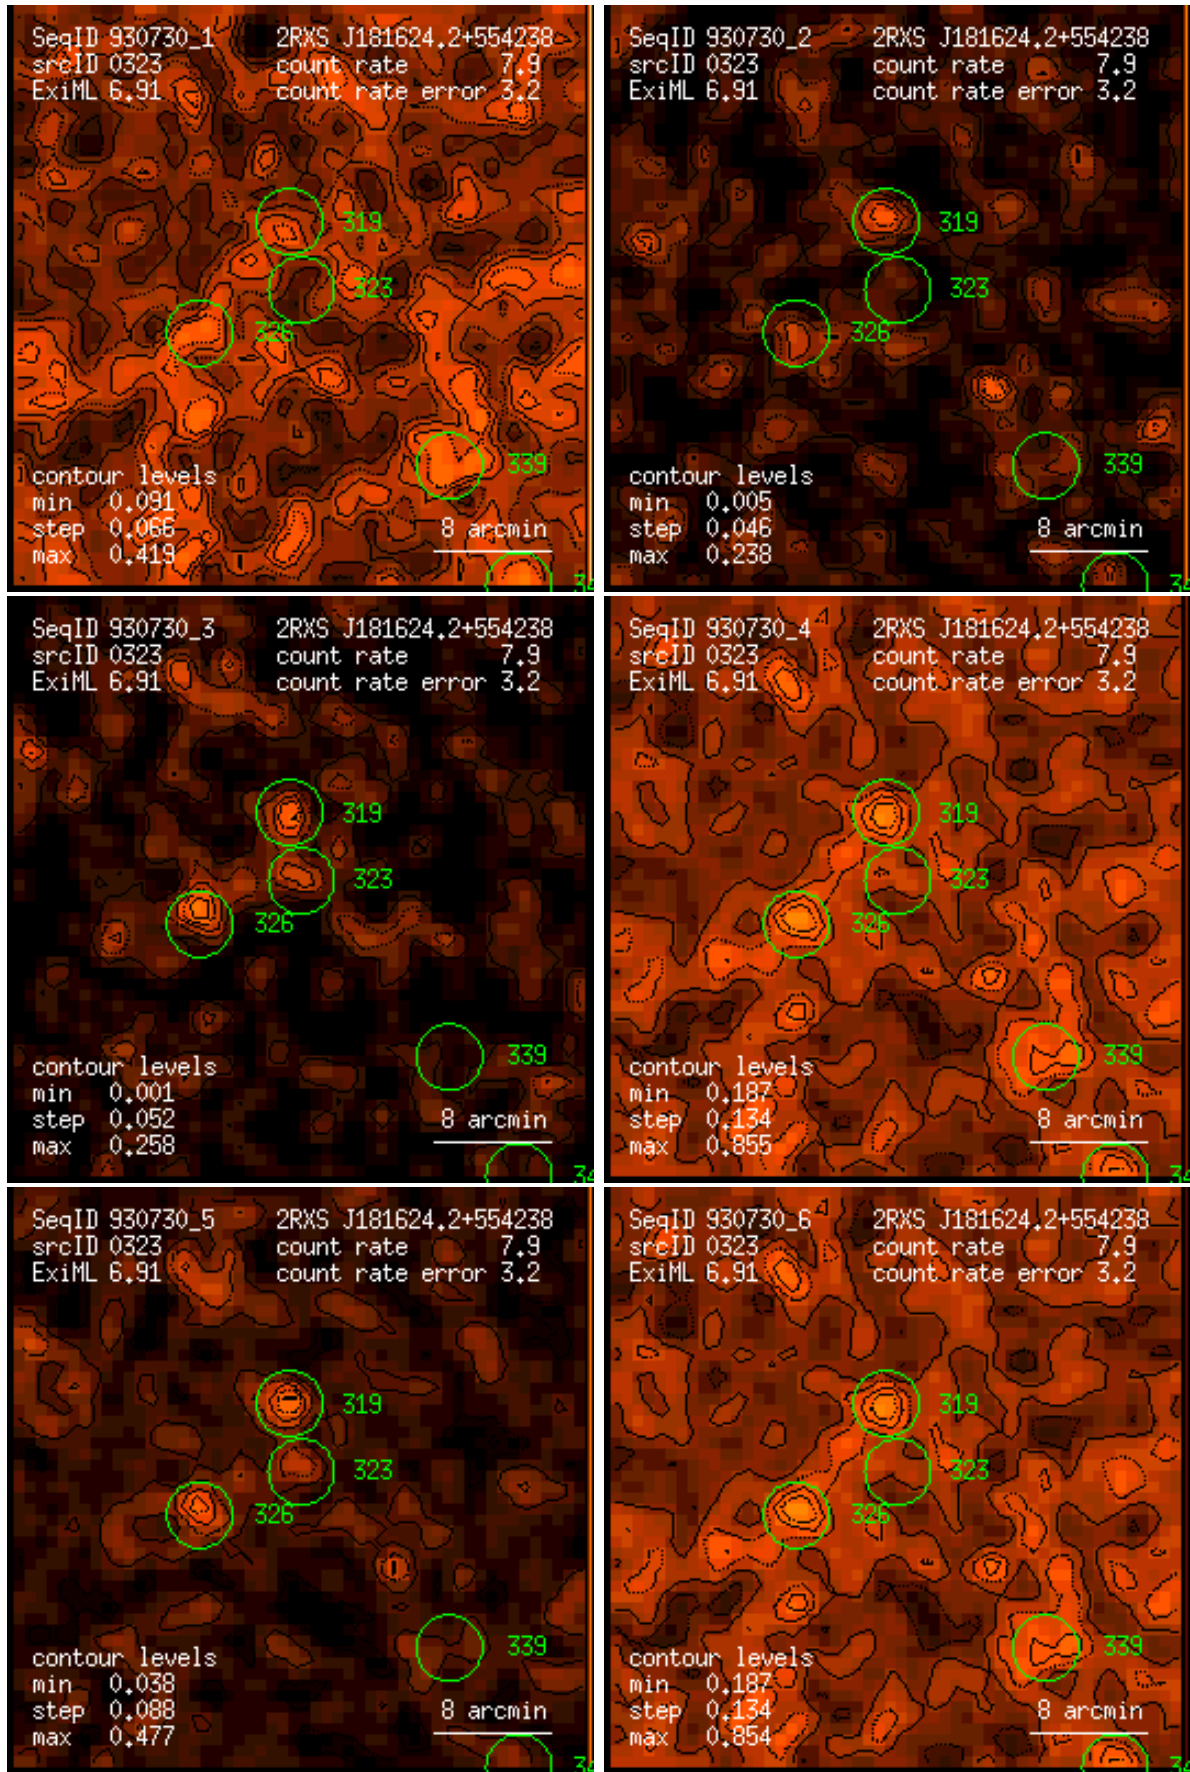 SeqID 930730_1 2RXS J181624.2+554238
srcID 0323 count rate 7.9
ExiML 6.91 count rate error 3.2
319
323
326
339
contour levels
min 0.091
step 0.066
max 0.419
8 arcmin
34
SeqID 930730_2 2RXS J181624.2+554238
srcID 0323 count rate 7.9
ExiML 6.91 count rate error 3.2
319
323
326
339
contour levels
min 0.005
step 0.046
max 0.238
8 arcmin
34
SeqID 930730_3 2RXS J181624.2+554238
srcID 0323 count rate 7.9
ExiML 6.91 count rate error 3.2
319
323
326
339
contour levels
min 0.001
step 0.052
max 0.258
8 arcmin
34
SeqID 930730_4 2RXS J181624.2+554238
srcID 0323 count rate 7.9
ExiML 6.91 count rate error 3.2
319
323
326
339
contour levels
min 0.187
step 0.134
max 0.855
8 arcmin
34
SeqID 930730_5 2RXS J181624.2+554238
srcID 0323 count rate 7.9
ExiML 6.91 count rate error 3.2
319
323
326
339
contour levels
min 0.038
step 0.088
max 0.477
8 arcmin
34
SeqID 930730_6 2RXS J181624.2+554238
srcID 0323 count rate 7.9
ExiML 6.91 count rate error 3.2
319
323
326
339
contour levels
min 0.187
step 0.134
max 0.854
8 arcmin
34